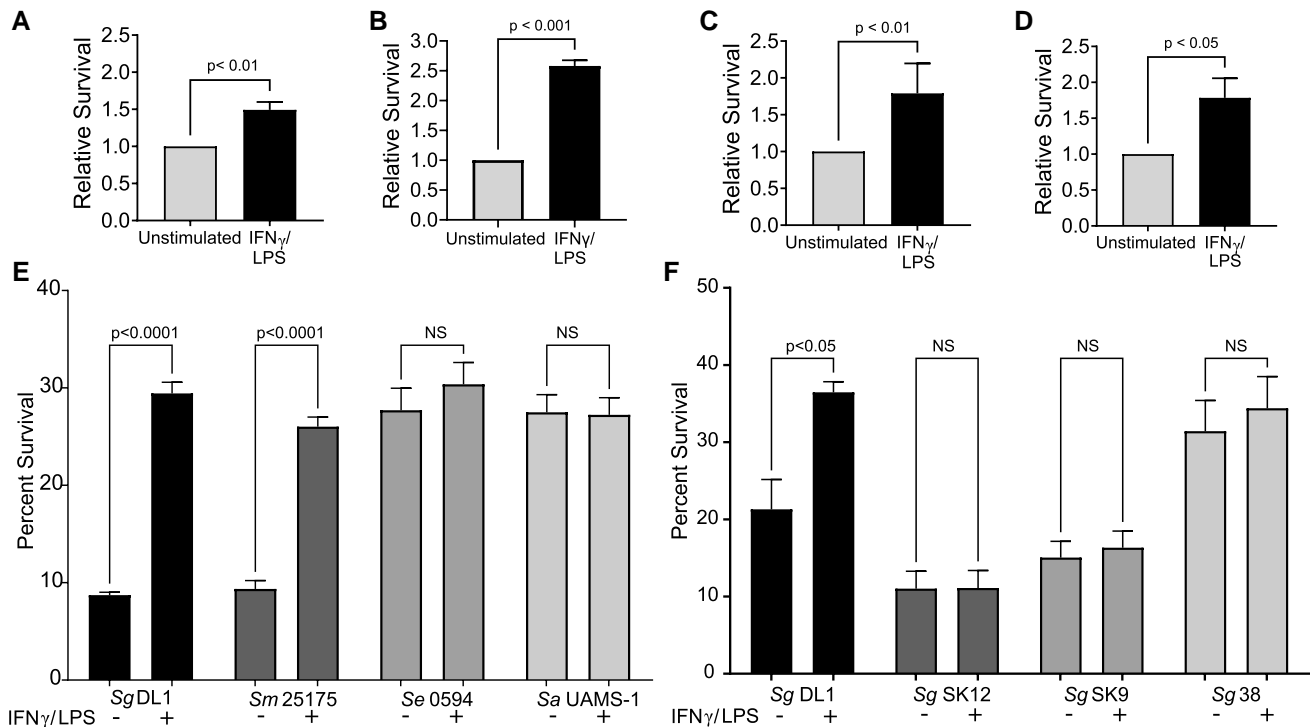 A
Relative Survival
2.5
2.0
1.5
1.0
0.5
0.0
p< 0.01
Unstimulated
IFNγ/
LPS
B
Relative Survival
3.0
2.5
2.0
1.5
1.0
0.5
0.0
p < 0.001
Unstimulated
IFNγ/
LPS
C
Relative Survival
2.5
2.0
1.5
1.0
0.5
0.0
p < 0.01
Unstimulated
IFNγ/
LPS
D
Relative Survival
2.5
2.0
1.5
1.0
0.5
0.0
p < 0.05
Unstimulated
IFNγ/
LPS
E
Percent Survival
40
30
20
10
0
p<0.0001
p<0.0001
NS
NS
Sg DL1 Sm 25175 Se 0594 Sa UAMS-1
IFNγ/LPS - + - + - + - +
F
Percent Survival
50
40
30
20
10
0
p<0.05
NS
NS
NS
Sg DL1 Sg SK12 Sg SK9 Sg 38
IFNγ/LPS - + - + - + - +